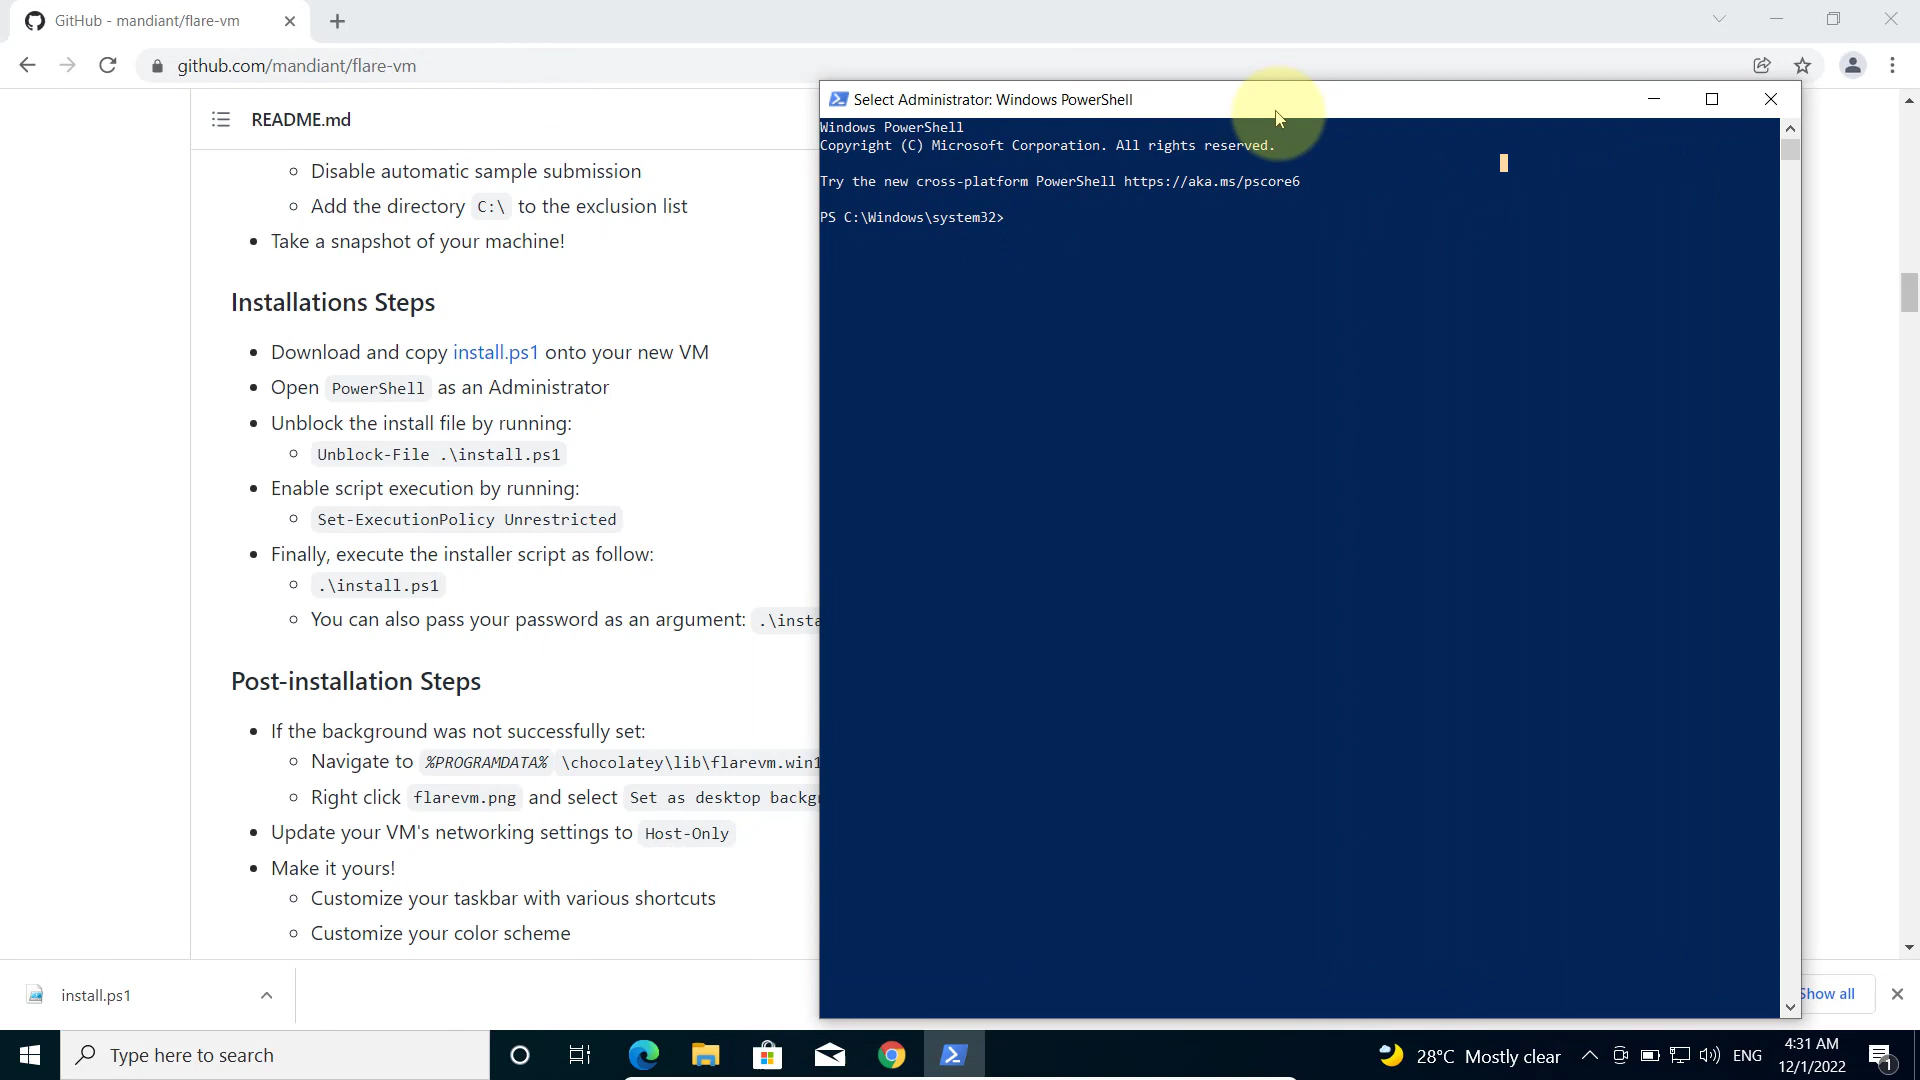 GitHub - mandiant/flare-vm
github.com/mandiant/flare-vm
README.md
Disable automatic sample submission
Add the directory C:\ to the exclusion list
Take a snapshot of your machine!
Installations Steps
Download and copy install.ps1 onto your new VM
Open PowerShell as an Administrator
Unblock the install file by running:
Unblock-File .\install.ps1
Enable script execution by running:
Set-ExecutionPolicy Unrestricted
Finally, execute the installer script as follow:
.\install.ps1
You can also pass your password as an argument: .\insta
Post-installation Steps
If the background was not successfully set:
Navigate to %PROGRAMDATA% \chocolatey\lib\flarevm.win1
Right click flarevm.png and select Set as desktop backgr
Update your VM's networking settings to Host-Only
Make it yours!
Customize your taskbar with various shortcuts
Customize your color scheme
Select Administrator: Windows PowerShell
Windows PowerShell
Copyright (C) Microsoft Corporation. All rights reserved.
Try the new cross-platform PowerShell https://aka.ms/pscore6
PS C:\Windows\system32>
install.ps1
Show all
Type here to search
28°C Mostly clear
ENG
4:31 AM
12/1/2022
1